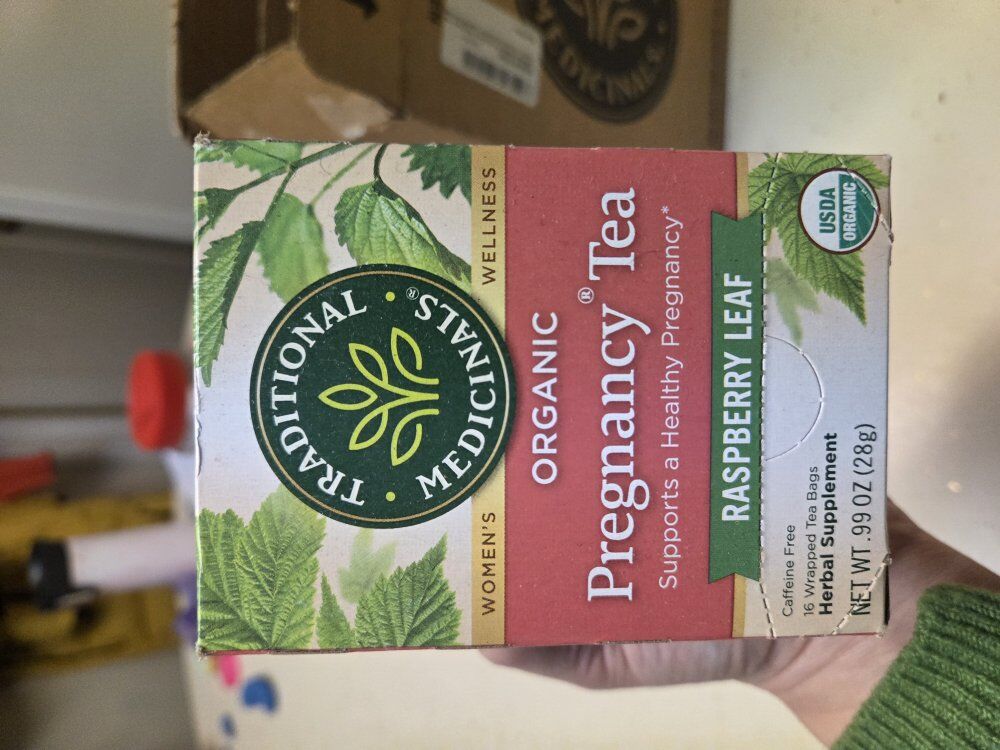 TRADITIONAL
MEDICINALS®
WOMEN'S WELLNESS
ORGANIC
Pregnancy® Tea
Supports a Healthy Pregnancy*
RASPBERRY LEAF
Caffeine Free
16 Wrapped Tea Bags
Herbal Supplement
NET WT .99 OZ (28g)
USDA
ORGANIC
MEDICINALS